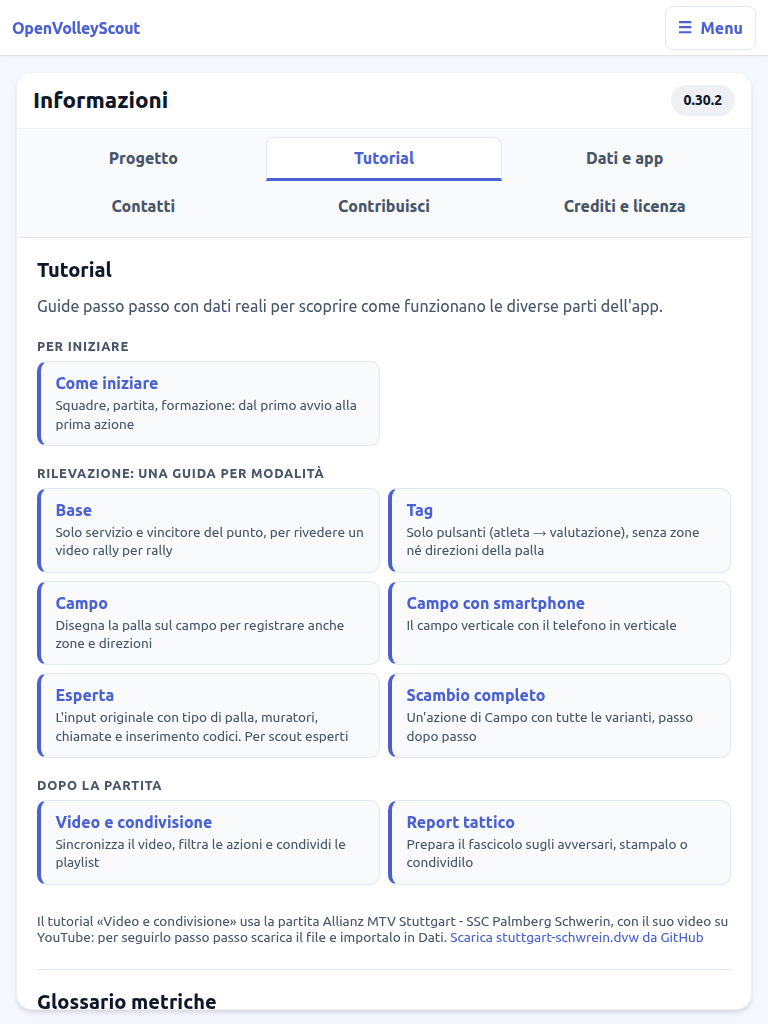 OpenVolleyScout
☰ Menu
Informazioni
0.30.2
Progetto
Tutorial
Dati e app
Contatti
Contribuisci
Crediti e licenza
Tutorial
Guide passo passo con dati reali per scoprire come funzionano le diverse parti dell'app.
PER INIZIARE
Come iniziare
Squadre, partita, formazione: dal primo avvio alla
prima azione
RILEVAZIONE: UNA GUIDA PER MODALITÀ
Base
Solo servizio e vincitore del punto, per rivedere un
video rally per rally
Tag
Solo pulsanti (atleta → valutazione), senza zone
né direzioni della palla
Campo
Disegna la palla sul campo per registrare anche
zone e direzioni
Campo con smartphone
Il campo verticale con il telefono in verticale
Esperta
L'input originale con tipo di palla, muratori,
chiamate e inserimento codici. Per scout esperti
Scambio completo
Un'azione di Campo con tutte le varianti, passo
dopo passo
DOPO LA PARTITA
Video e condivisione
Sincronizza il video, filtra le azioni e condividi le
playlist
Report tattico
Prepara il fascicolo sugli avversari, stampalo o
condividilo
Il tutorial «Video e condivisione» usa la partita Allianz MTV Stuttgart - SSC Palmberg Schwerin, con il suo video su
YouTube: per seguirlo passo passo scarica il file e importalo in Dati. Scarica stuttgart-schwrein.dvw da GitHub
Glossario metriche